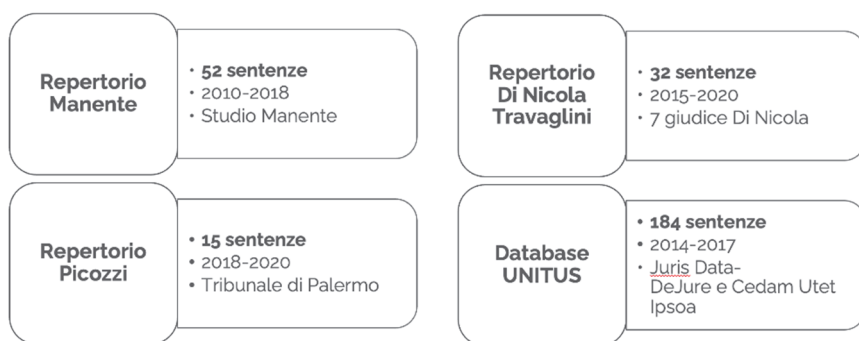 Repertorio
Manente
• 52 sentenze
• 2010-2018
• Studio Manente
Repertorio
Di Nicola
Travaglini
• 32 sentenze
• 2015-2020
• 7 giudice Di Nicola
Repertorio
Picozzi
• 15 sentenze
• 2018-2020
• Tribunale di Palermo
Database
UNITUS
• 184 sentenze
• 2014-2017
• Juris Data-
DeJure e Cedam Utet
Ipsoa